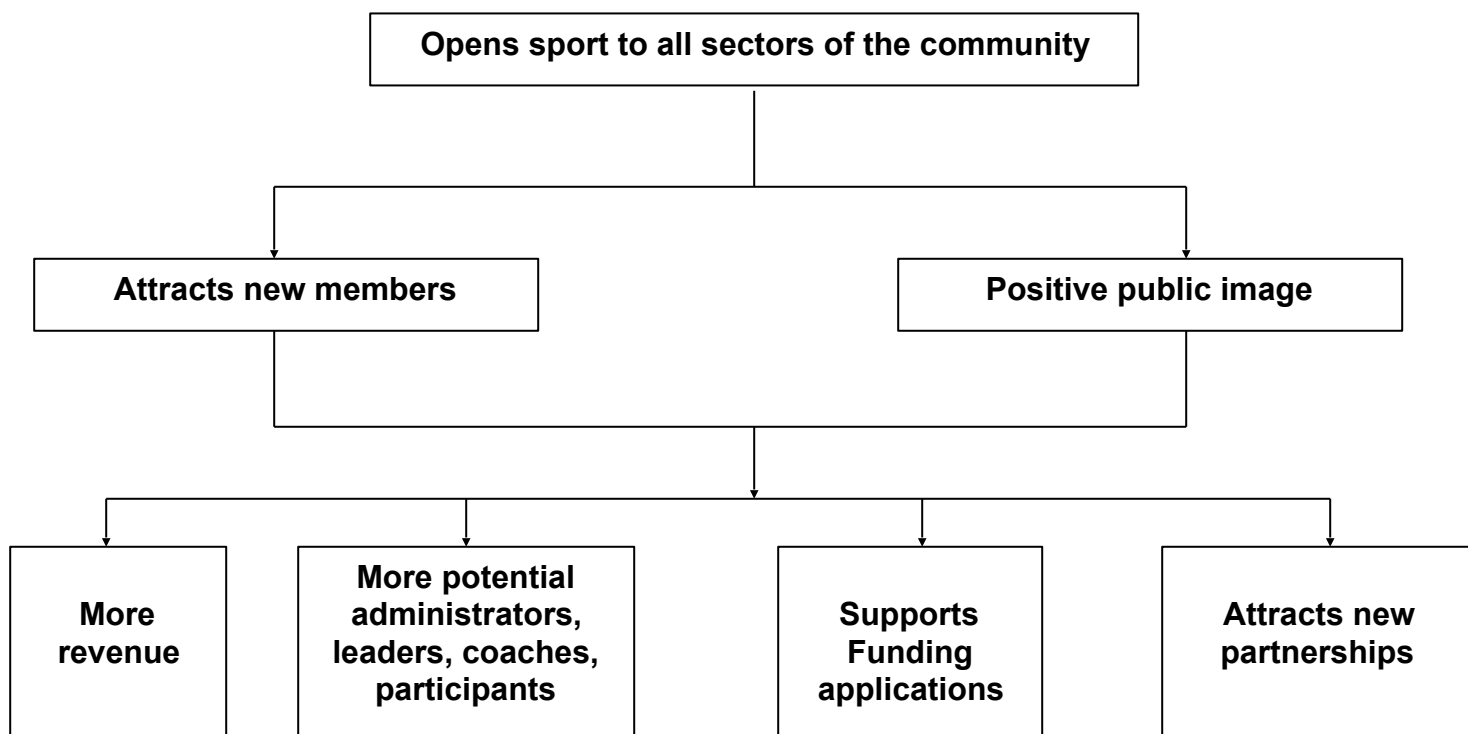 Opens sport to all sectors of the community
Attracts new members
Positive public image
More
revenue
More potential
administrators,
leaders, coaches,
participants
Supports
Funding
applications
Attracts new
partnerships